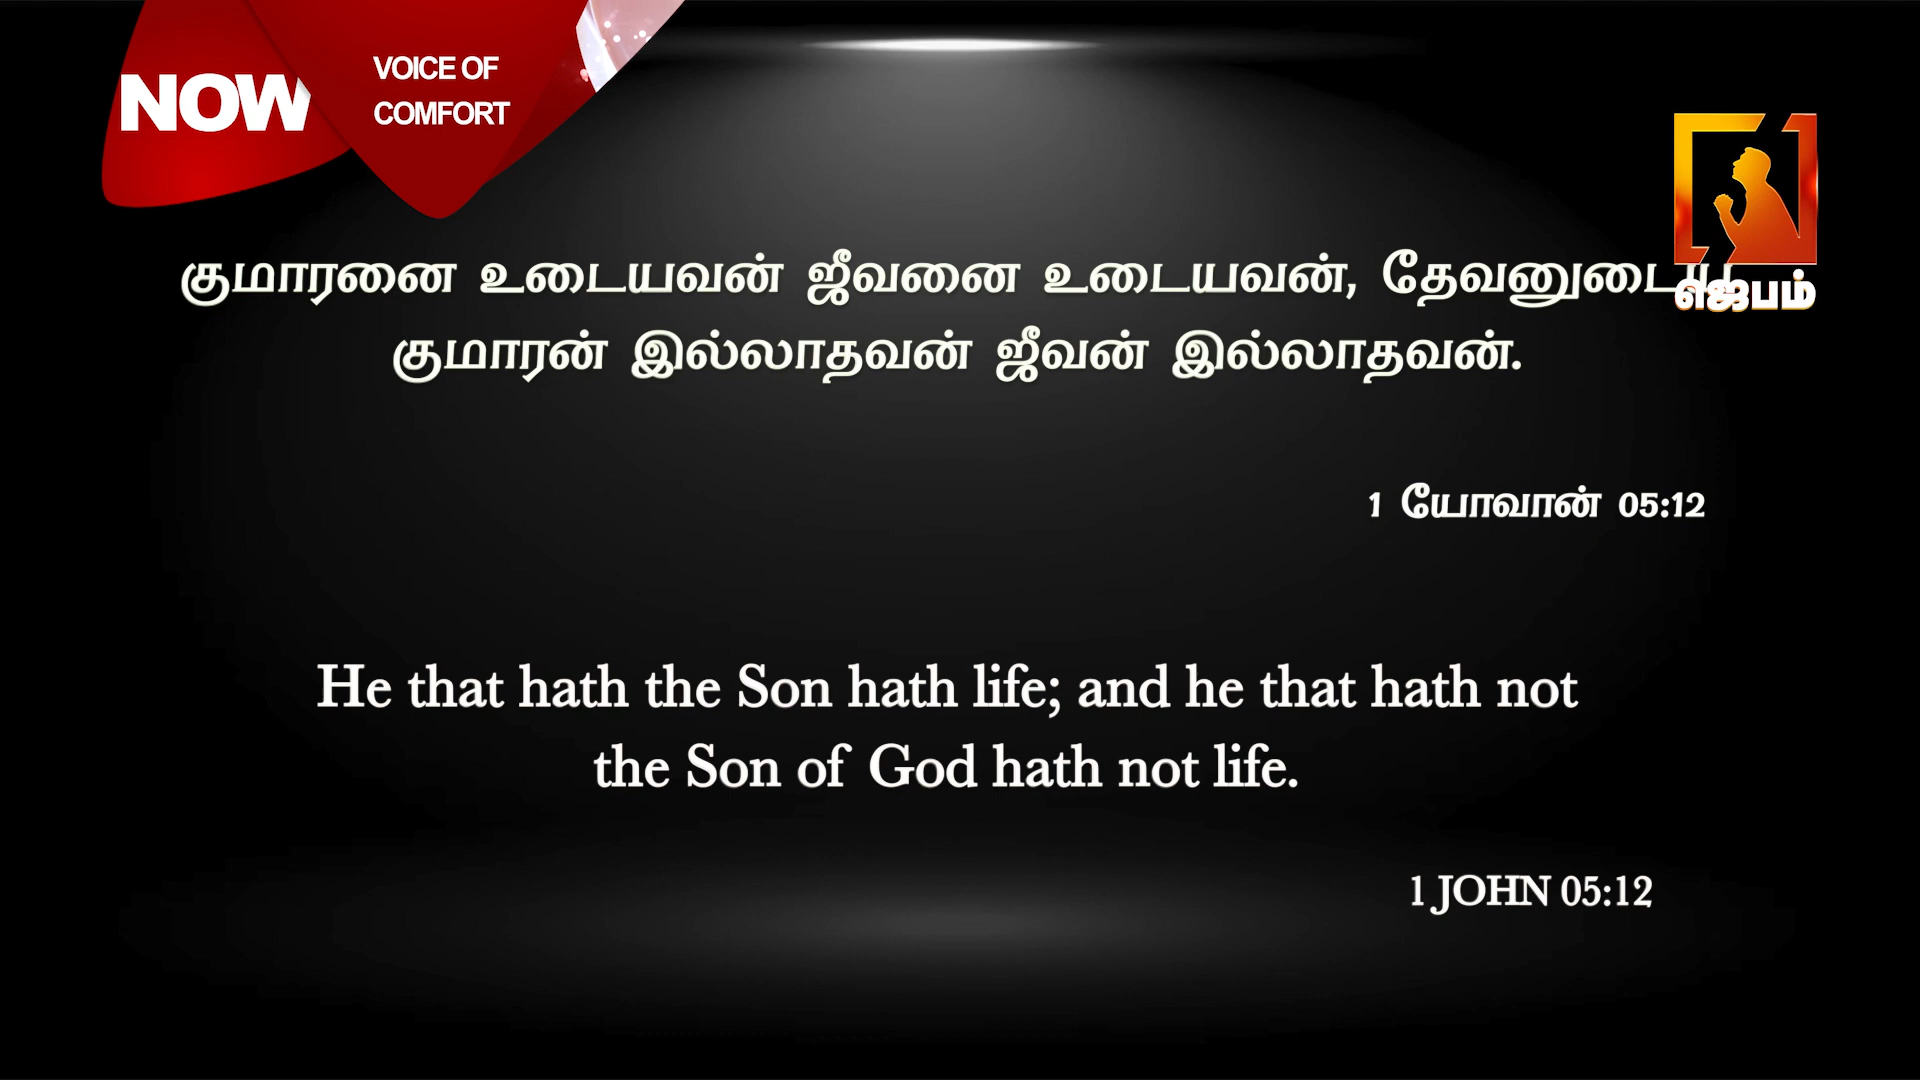 NOW
VOICE OF
COMFORT
குமாரனை உடையவன் ஜீவனை உடையவன், தேவனுடைய
குமாரன் இல்லாதவன் ஜீவன் இல்லாதவன்.
ஜெபம்
1 யோவான் 05:12
He that hath the Son hath life; and he that hath not
the Son of God hath not life.
1 JOHN 05:12